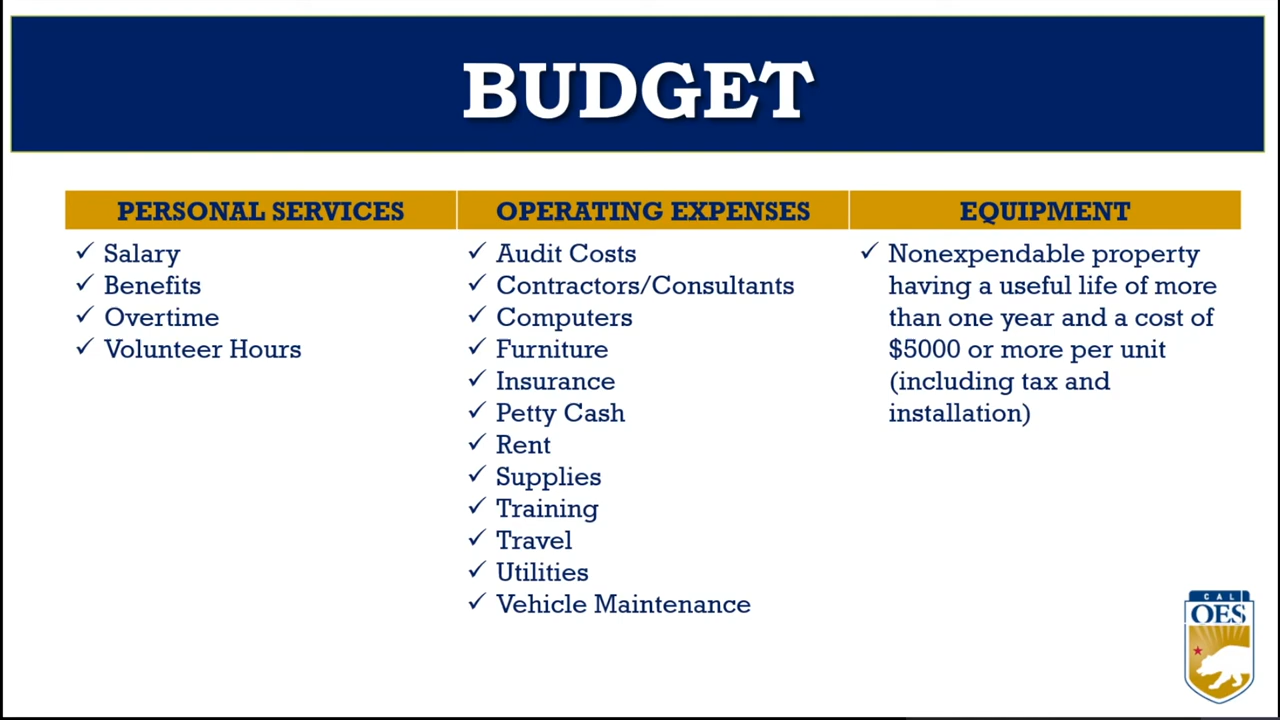 BUDGET
PERSONAL SERVICES
Salary
Benefits
Overtime
Volunteer Hours
OPERATING EXPENSES
Audit Costs
Contractors/Consultants
Computers
Furniture
Insurance
Petty Cash
Rent
Supplies
Training
Travel
Utilities
Vehicle Maintenance
EQUIPMENT
Nonexpendable property
having a useful life of more
than one year and a cost of
$5000 or more per unit
(including tax and
installation)
CAL
OES